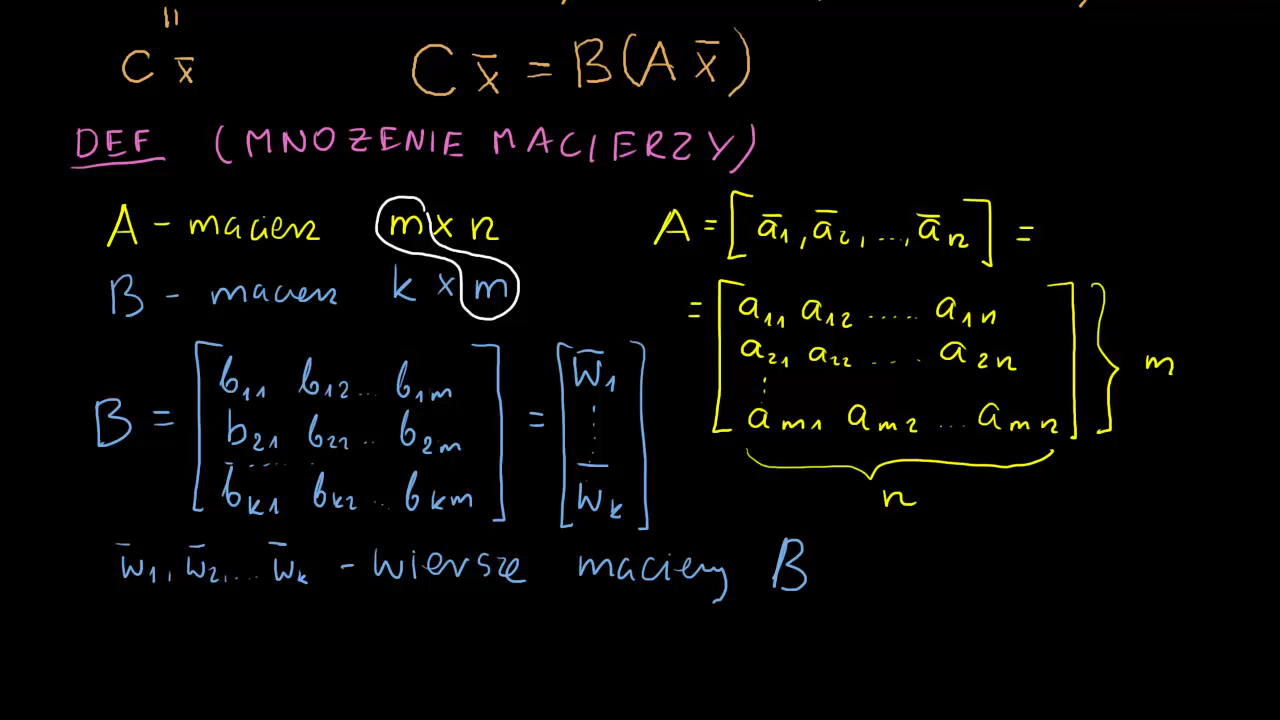 C x̄ C x̄ = B(A x̄)
DEF (MNOZENIE MACIERZY)
A - macierz m × n
B - macierz k × m
A = [ā1, ā2, ..., ān] =
= [a11 a12 ..... a1n
a21 a22 .... a2n
⋮
am1 am2 ... amn] } m
n
B = [b11 b12 ... b1m
b21 b22 .. b2m
bk1 bk2 ... bkm] = [w̄1 ⋮ w̄k]
w̄1, w̄2, ... w̄k - wiersze macierzy B